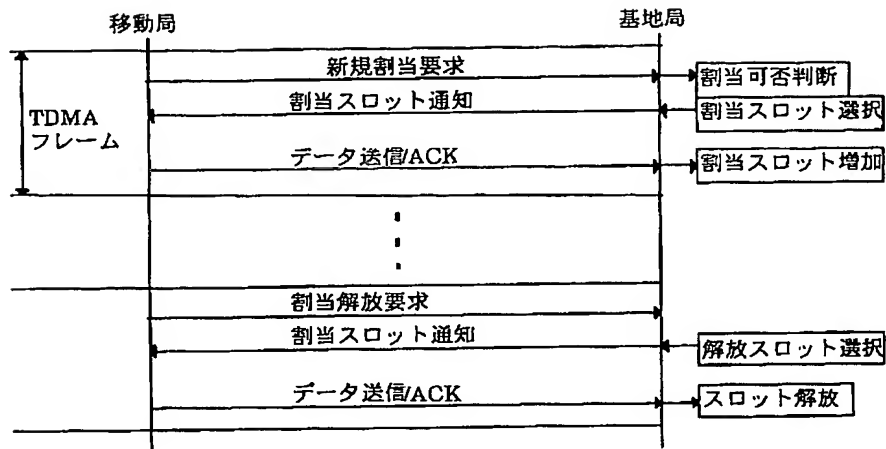 移動局
基地局
新規割当要求
割当可否判断
割当スロット通知
割当スロット選択
TDMA
フレーム
データ送信/ACK
割当スロット増加
割当解放要求
割当スロット通知
解放スロット選択
データ送信/ACK
スロット解放